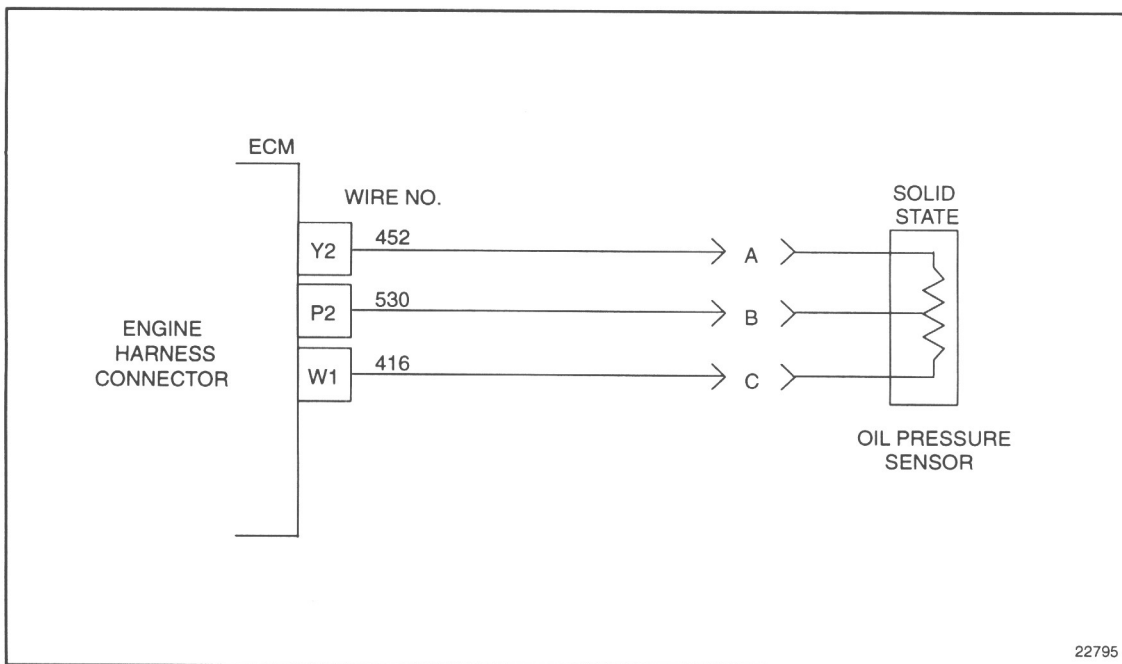 ECM
WIRE NO.
SOLID
STATE
Y2 452 A
P2 530 B
W1 416 C
ENGINE
HARNESS
CONNECTOR
OIL PRESSURE
SENSOR
22795